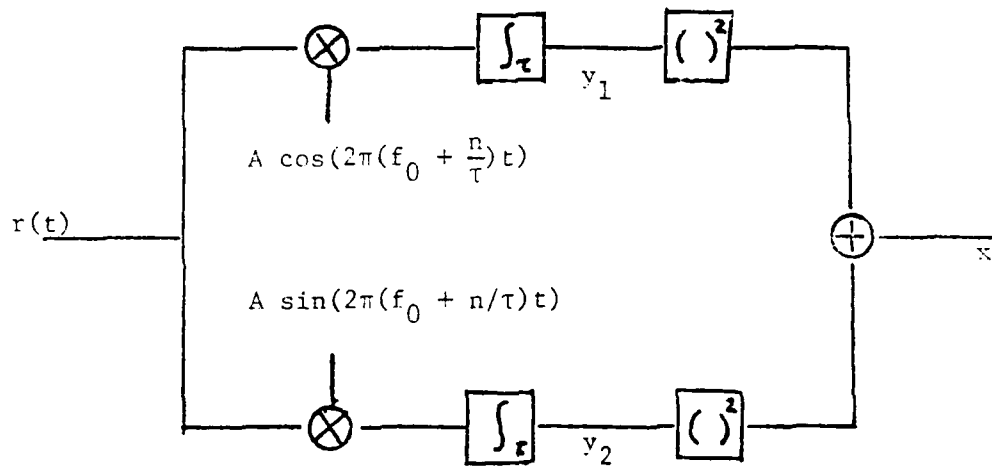 ∫τ
( )²
y₁
A cos(2π(f₀ + n/τ)t)
r(t)
x
A sin(2π(f₀ + n/τ)t)
∫τ
( )²
y₂